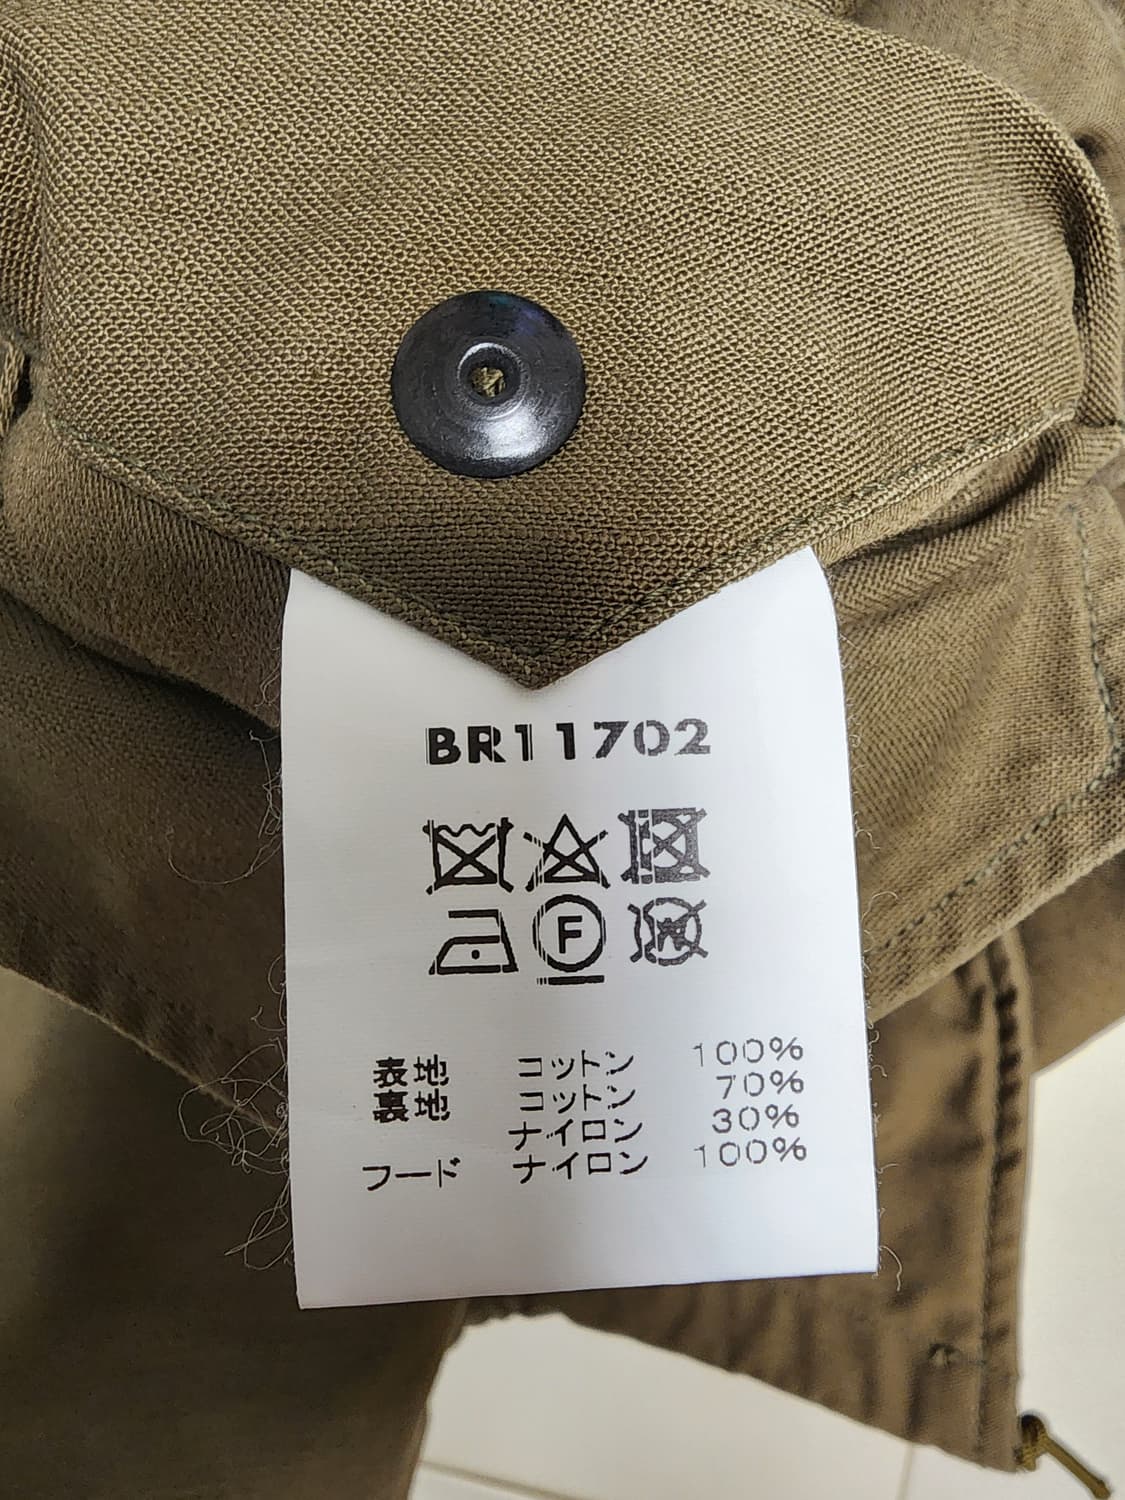 BR11702
F
W
表地 コットン 100%
裏地 コットン 70%
ナイロン 30%
フード ナイロン 100%